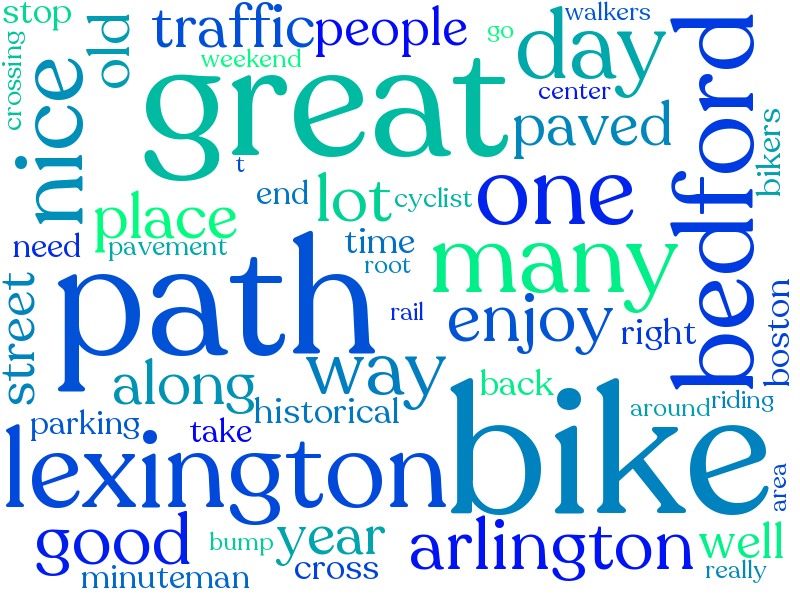 stop
crossing
old
traffic
people
weekend
go
walkers
day
center
bedford
nice
great
paved
bikers
t
end
lot
cyclist
one
place
need
pavement
time
root
many
street
path
rail
enjoy
right
boston
along
way
back
around
riding
historical
parking
take
lexington
bike
area
good
bump
year
arlington
well
minuteman
cross
really